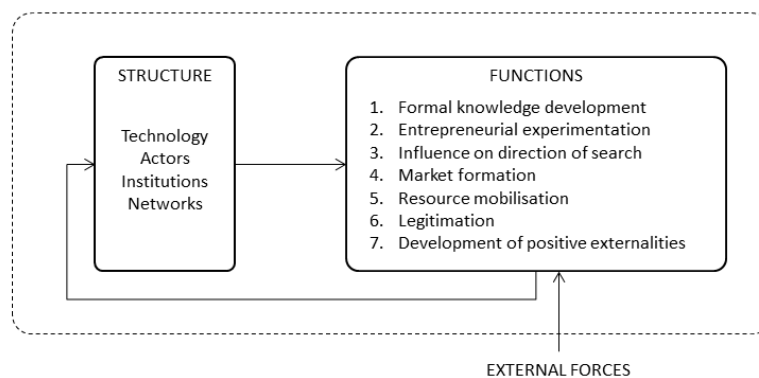 STRUCTURE
Technology
Actors
Institutions
Networks
FUNCTIONS
1. Formal knowledge development
2. Entrepreneurial experimentation
3. Influence on direction of search
4. Market formation
5. Resource mobilisation
6. Legitimation
7. Development of positive externalities
EXTERNAL FORCES